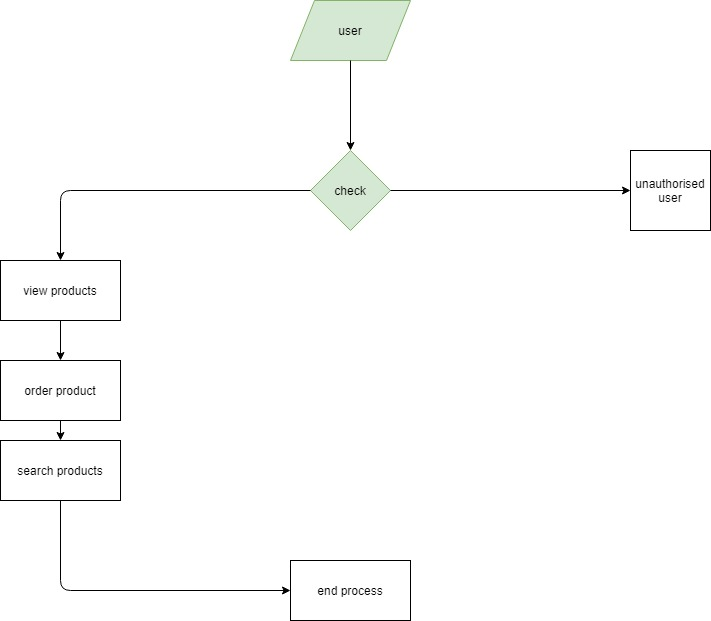 user
check
unauthorised
user
view products
order product
search products
end process